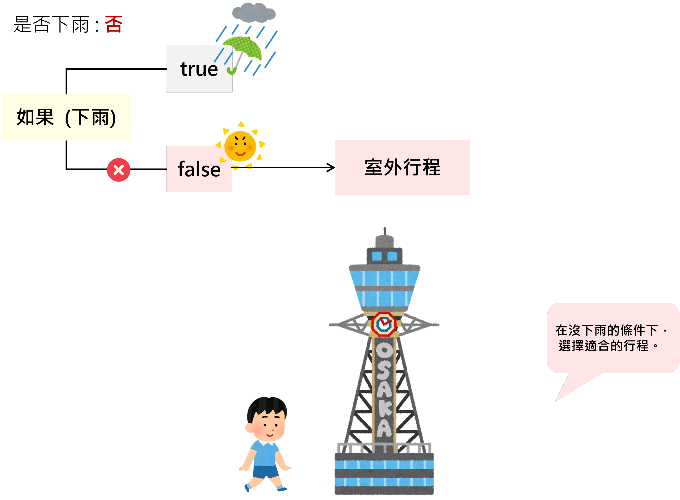 是否下雨 : 否
true
如果 (下雨)
false
室外行程
在沒下雨的條件下，
選擇適合的行程。
OSAKA